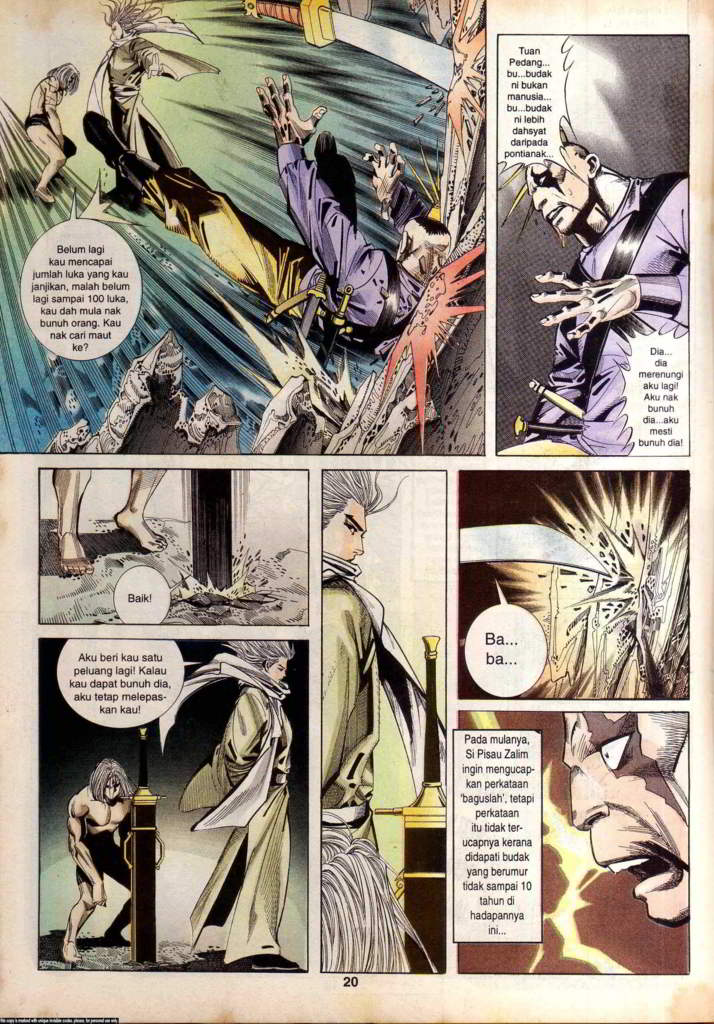 Belum lagi
kau mencapai
jumlah luka yang kau
janjikan, malah belum
lagi sampai 100 luka,
kau dah mula nak
bunuh orang. Kau
nak cari maut
ke?
Tuan
Pedang...
bu...budak
ni bukan
manusia...
bu...budak
ni lebih
dahsyat
daripada
pontianak...
Dia...
dia
merenungi
aku lagi!
Aku nak
bunuh
dia...aku
mesti
bunuh dia!
Baik!
Aku beri kau satu
peluang lagi! Kalau
kau dapat bunuh dia,
aku tetap melepas-
kan kau!
Ba...
ba...
Pada mulanya,
Si Pisau Zalim
ingin mengucap-
kan perkataan
'baguslah', tetapi
perkataan
itu tidak ter-
ucapnya kerana
didapati budak
yang berumur
tidak sampai 10
tahun di
hadapannya
ini...
20